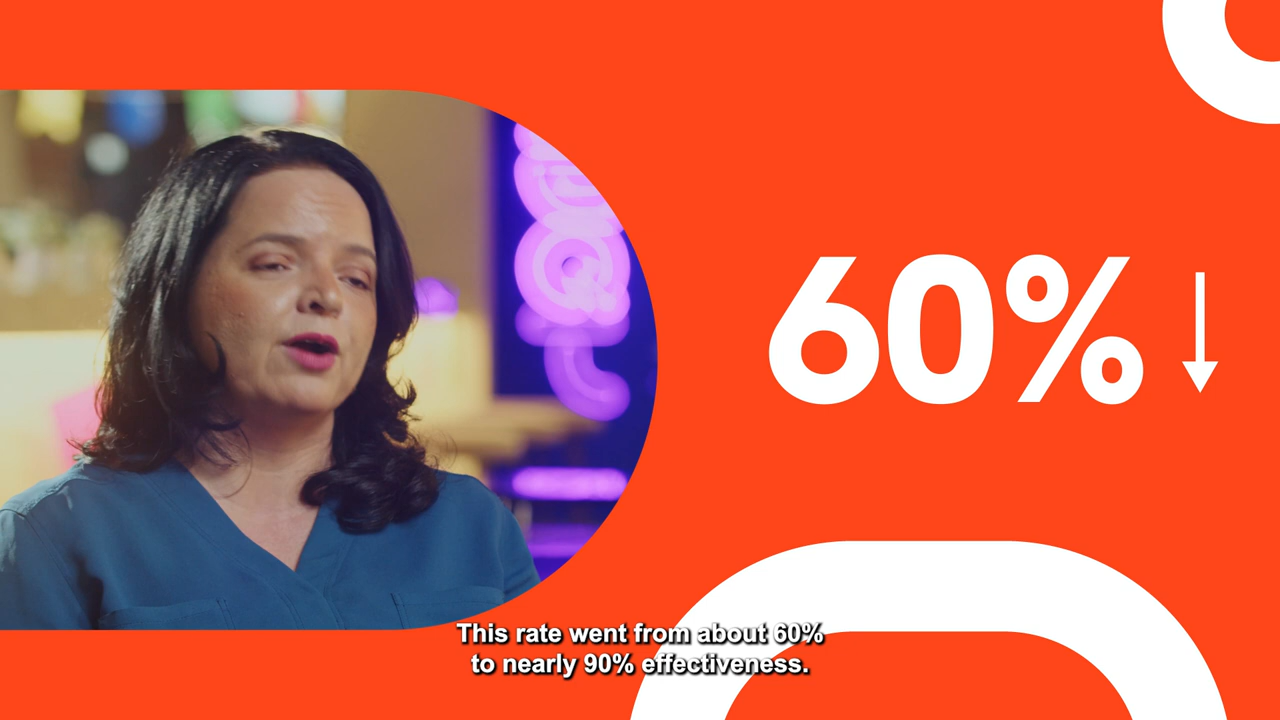 60%
This rate went from about 60%
to nearly 90% effectiveness.